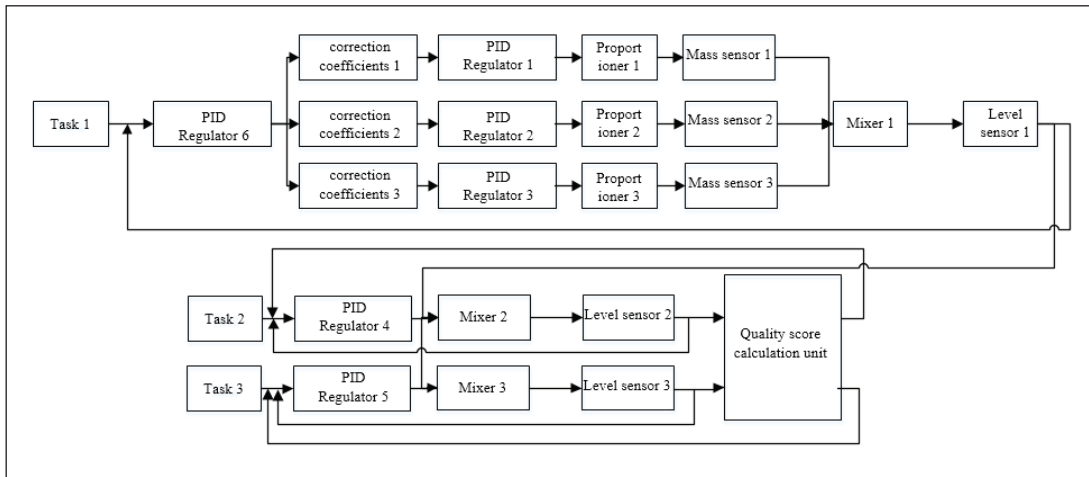 correction
coefficients 1
PID
Regulator 1
Proport
ioner 1
Mass sensor 1
Task 1
PID
Regulator 6
correction
coefficients 2
PID
Regulator 2
Proport
ioner 2
Mass sensor 2
Mixer 1
Level
sensor 1
correction
coefficients 3
PID
Regulator 3
Proport
ioner 3
Mass sensor 3
Task 2
PID
Regulator 4
Mixer 2
Level sensor 2
Quality score
calculation unit
Task 3
PID
Regulator 5
Mixer 3
Level sensor 3